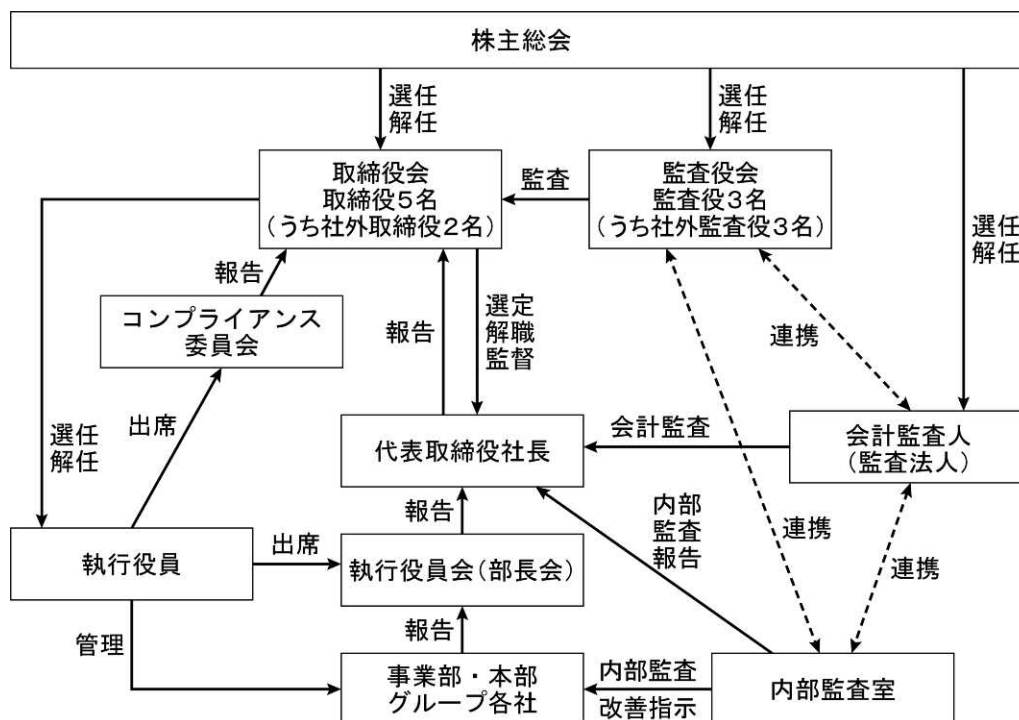 株主総会
選任
解任
選任
解任
取締役会
取締役5名
（うち社外取締役2名）
監査
監査役会
監査役3名
（うち社外監査役3名）
選任
解任
報告
コンプライアンス
委員会
報告
選定
解職
監督
連携
出席
選任
解任
代表取締役社長
会計監査
会計監査人
（監査法人）
報告
内部
監査
報告
連携
連携
執行役員
出席
執行役員会（部長会）
管理
報告
事業部・本部
グループ各社
内部監査
改善指示
内部監査室